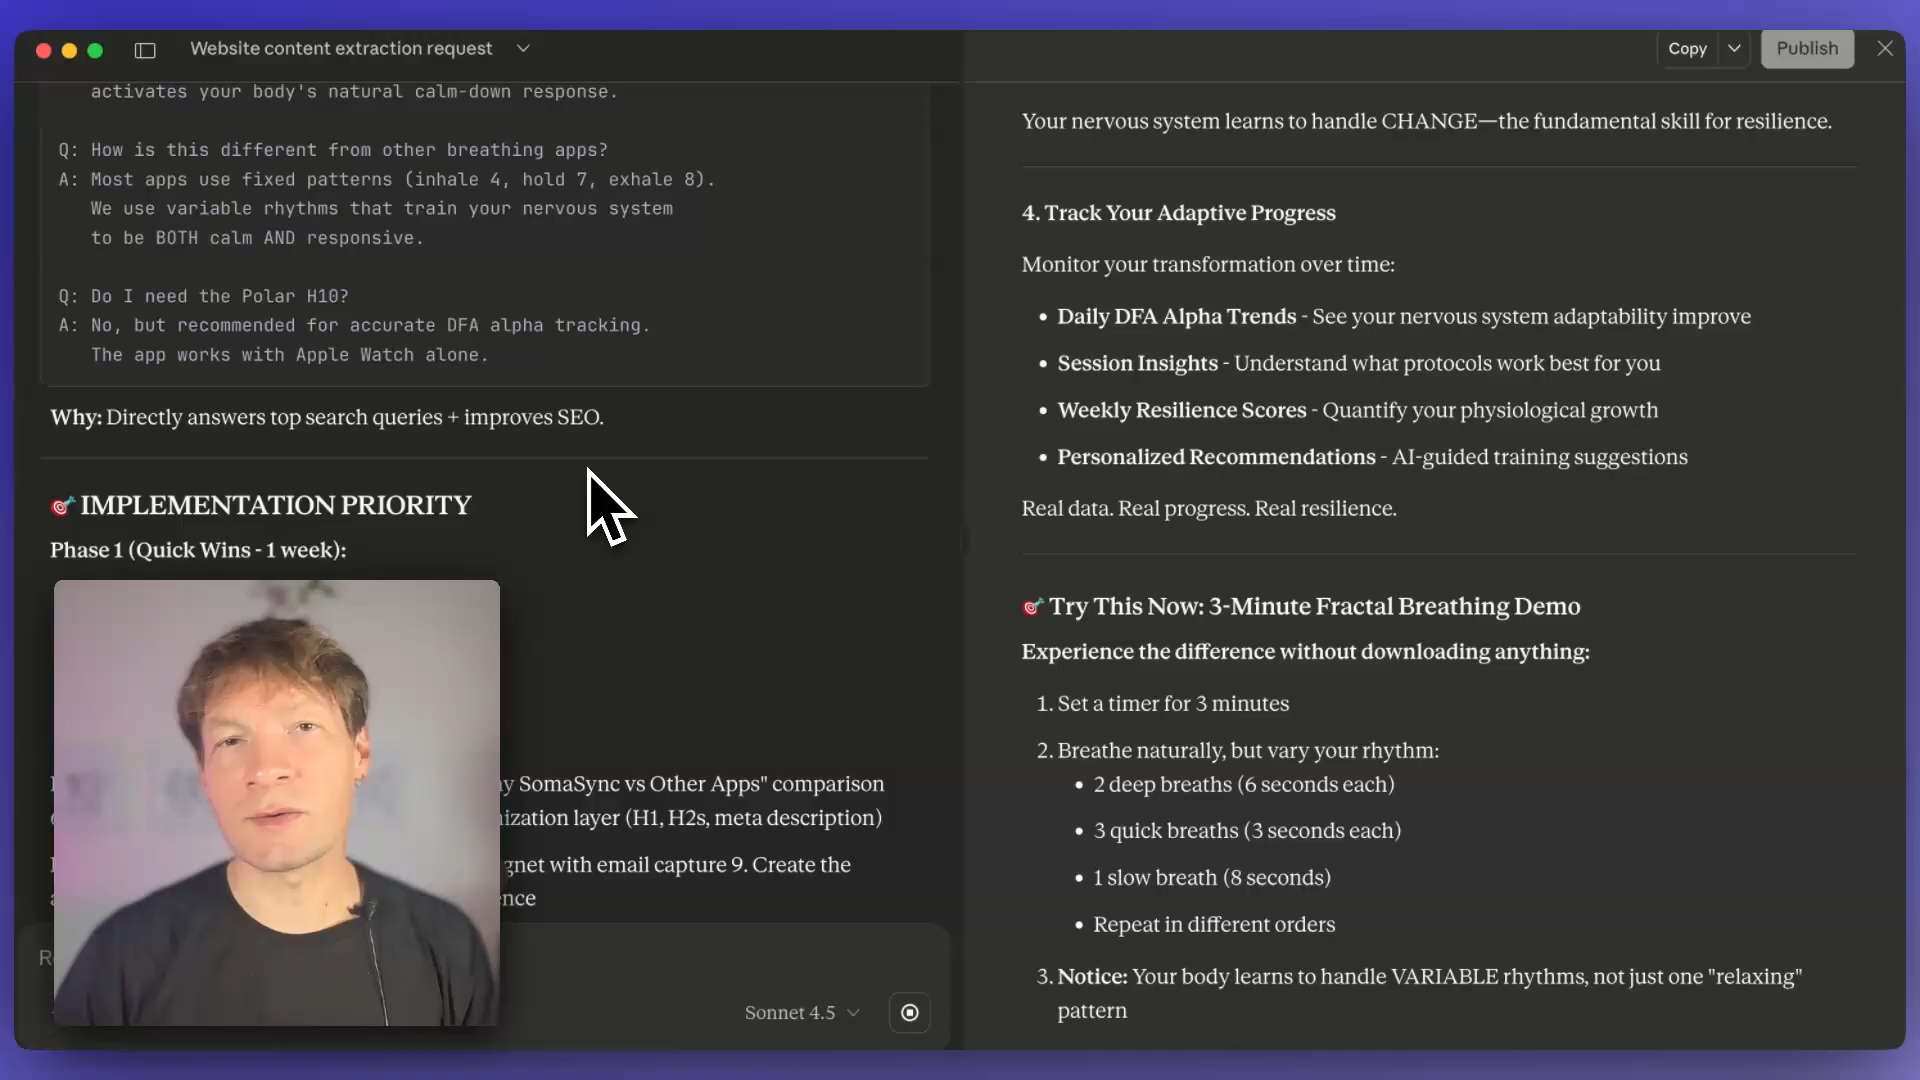 Website content extraction request
activates your body's natural calm-down response.
Q: How is this different from other breathing apps?
A: Most apps use fixed patterns (inhale 4, hold 7, exhale 8).
We use variable rhythms that train your nervous system
to be BOTH calm AND responsive.
Q: Do I need the Polar H10?
A: No, but recommended for accurate DFA alpha tracking.
The app works with Apple Watch alone.
Why: Directly answers top search queries + improves SEO.
🎯 IMPLEMENTATION PRIORITY
Phase 1 (Quick Wins - 1 week):
SomaSync vs Other Apps" comparison
layer (H1, H2s, meta description)
with email capture 9. Create the
Sonnet 4.5
Copy
Publish
Your nervous system learns to handle CHANGE—the fundamental skill for resilience.
4. Track Your Adaptive Progress
Monitor your transformation over time:
• Daily DFA Alpha Trends - See your nervous system adaptability improve
• Session Insights - Understand what protocols work best for you
• Weekly Resilience Scores - Quantify your physiological growth
• Personalized Recommendations - AI-guided training suggestions
Real data. Real progress. Real resilience.
🎯 Try This Now: 3-Minute Fractal Breathing Demo
Experience the difference without downloading anything:
1. Set a timer for 3 minutes
2. Breathe naturally, but vary your rhythm:
• 2 deep breaths (6 seconds each)
• 3 quick breaths (3 seconds each)
• 1 slow breath (8 seconds)
• Repeat in different orders
3. Notice: Your body learns to handle VARIABLE rhythms, not just one "relaxing"
pattern